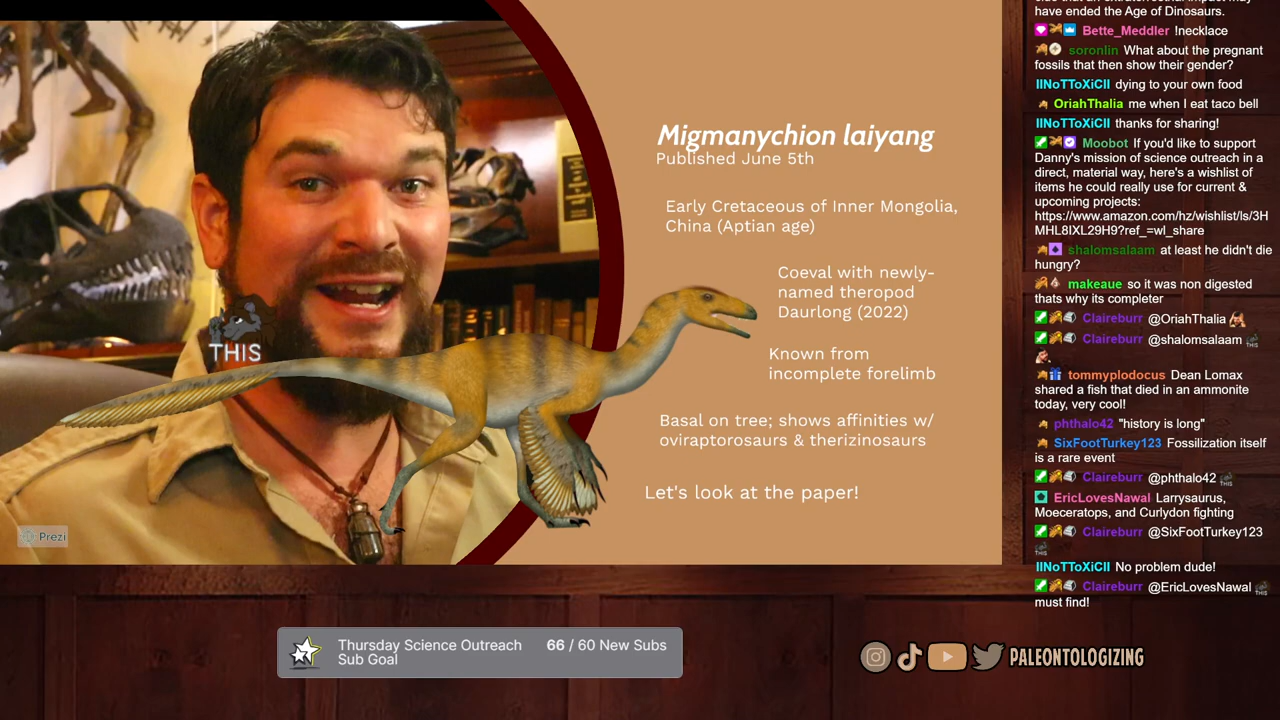 Migmanychion laiyang
Published June 5th
Early Cretaceous of Inner Mongolia,
China (Aptian age)
Coeval with newly-
named theropod
Daurlong (2022)
Known from
incomplete forelimb
Basal on tree; shows affinities w/
oviraptorosaurs & therizinosaurs
Let's look at the paper!
THIS
Prezi
Thursday Science Outreach
Sub Goal
66 / 60 New Subs
PALEONTOLOGIZING
have ended the Age of Dinosaurs.
Bette_Meddler !necklace
soronlin What about the pregnant
fossils that then show their gender?
IINoTToXiCII dying to your own food
OriahThalia me when I eat taco bell
IINoTToXiCII thanks for sharing!
Moobot If you'd like to support
Danny's mission of science outreach in a
direct, material way, here's a wishlist of
items he could really use for current &
upcoming projects:
https://www.amazon.com/hz/wishlist/ls/3H
MHL8IXL29H9?ref_=wl_share
shalomsalaam at least he didn't die
hungry?
makeaue so it was non digested
thats why its completer
Claireburr @OriahThalia
Claireburr @shalomsalaam
tommyplodocus Dean Lomax
shared a fish that died in an ammonite
today, very cool!
phthalo42 "history is long"
SixFootTurkey123 Fossilization itself
is a rare event
Claireburr @phthalo42
EricLovesNawal Larrysaurus,
Moeceratops, and Curlydon fighting
Claireburr @SixFootTurkey123
IINoTToXiCII No problem dude!
Claireburr @EricLovesNawal
must find!